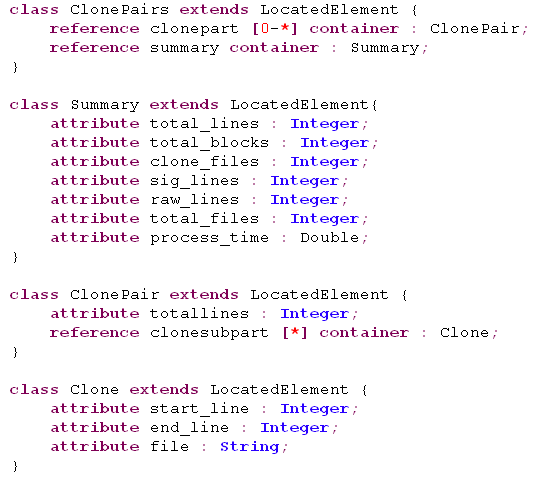 class ClonePairs extends LocatedElement {
    reference clonepart [0-*] container : ClonePair;
    reference summary container : Summary;
}

class Summary extends LocatedElement{
    attribute total_lines : Integer;
    attribute total_blocks : Integer;
    attribute clone_files : Integer;
    attribute sig_lines : Integer;
    attribute raw_lines : Integer;
    attribute total_files : Integer;
    attribute process_time : Double;
}

class ClonePair extends LocatedElement {
    attribute totallines : Integer;
    reference clonesubpart [*] container : Clone;
}

class Clone extends LocatedElement {
    attribute start_line : Integer;
    attribute end_line : Integer;
    attribute file : String;
}